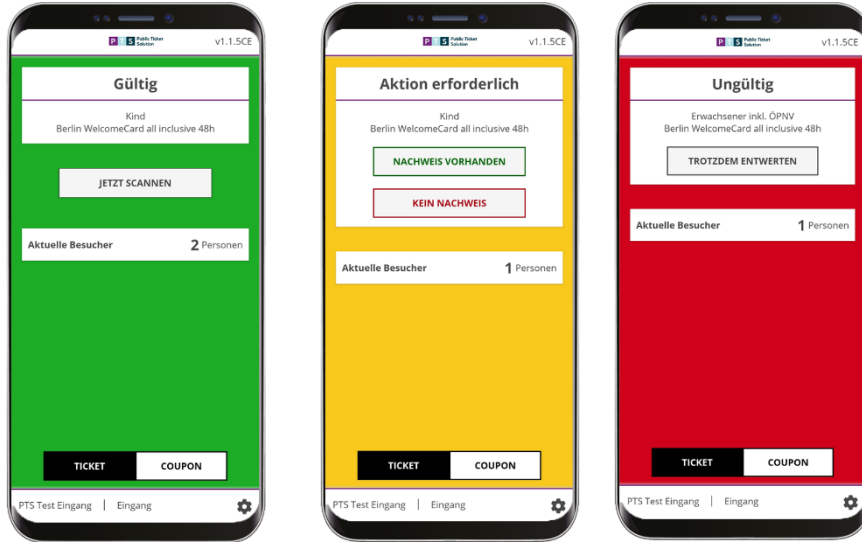 PTS Public Ticket
Solution
v1.1.5CE
Gültig
Kind
Berlin WelcomeCard all inclusive 48h
JETZT SCANNEN
Aktuelle Besucher 2 Personen
TICKET COUPON
PTS Test Eingang | Eingang
PTS Public Ticket
Solution
v1.1.5CE
Aktion erforderlich
Kind
Berlin WelcomeCard all inclusive 48h
NACHWEIS VORHANDEN
KEIN NACHWEIS
Aktuelle Besucher 1 Personen
TICKET COUPON
PTS Test Eingang | Eingang
PTS Public Ticket
Solution
v1.1.5CE
Ungültig
Erwachsener inkl. ÖPNV
Berlin WelcomeCard all inclusive 48h
TROTZDEM ENTWERTEN
Aktuelle Besucher 1 Personen
TICKET COUPON
PTS Test Eingang | Eingang